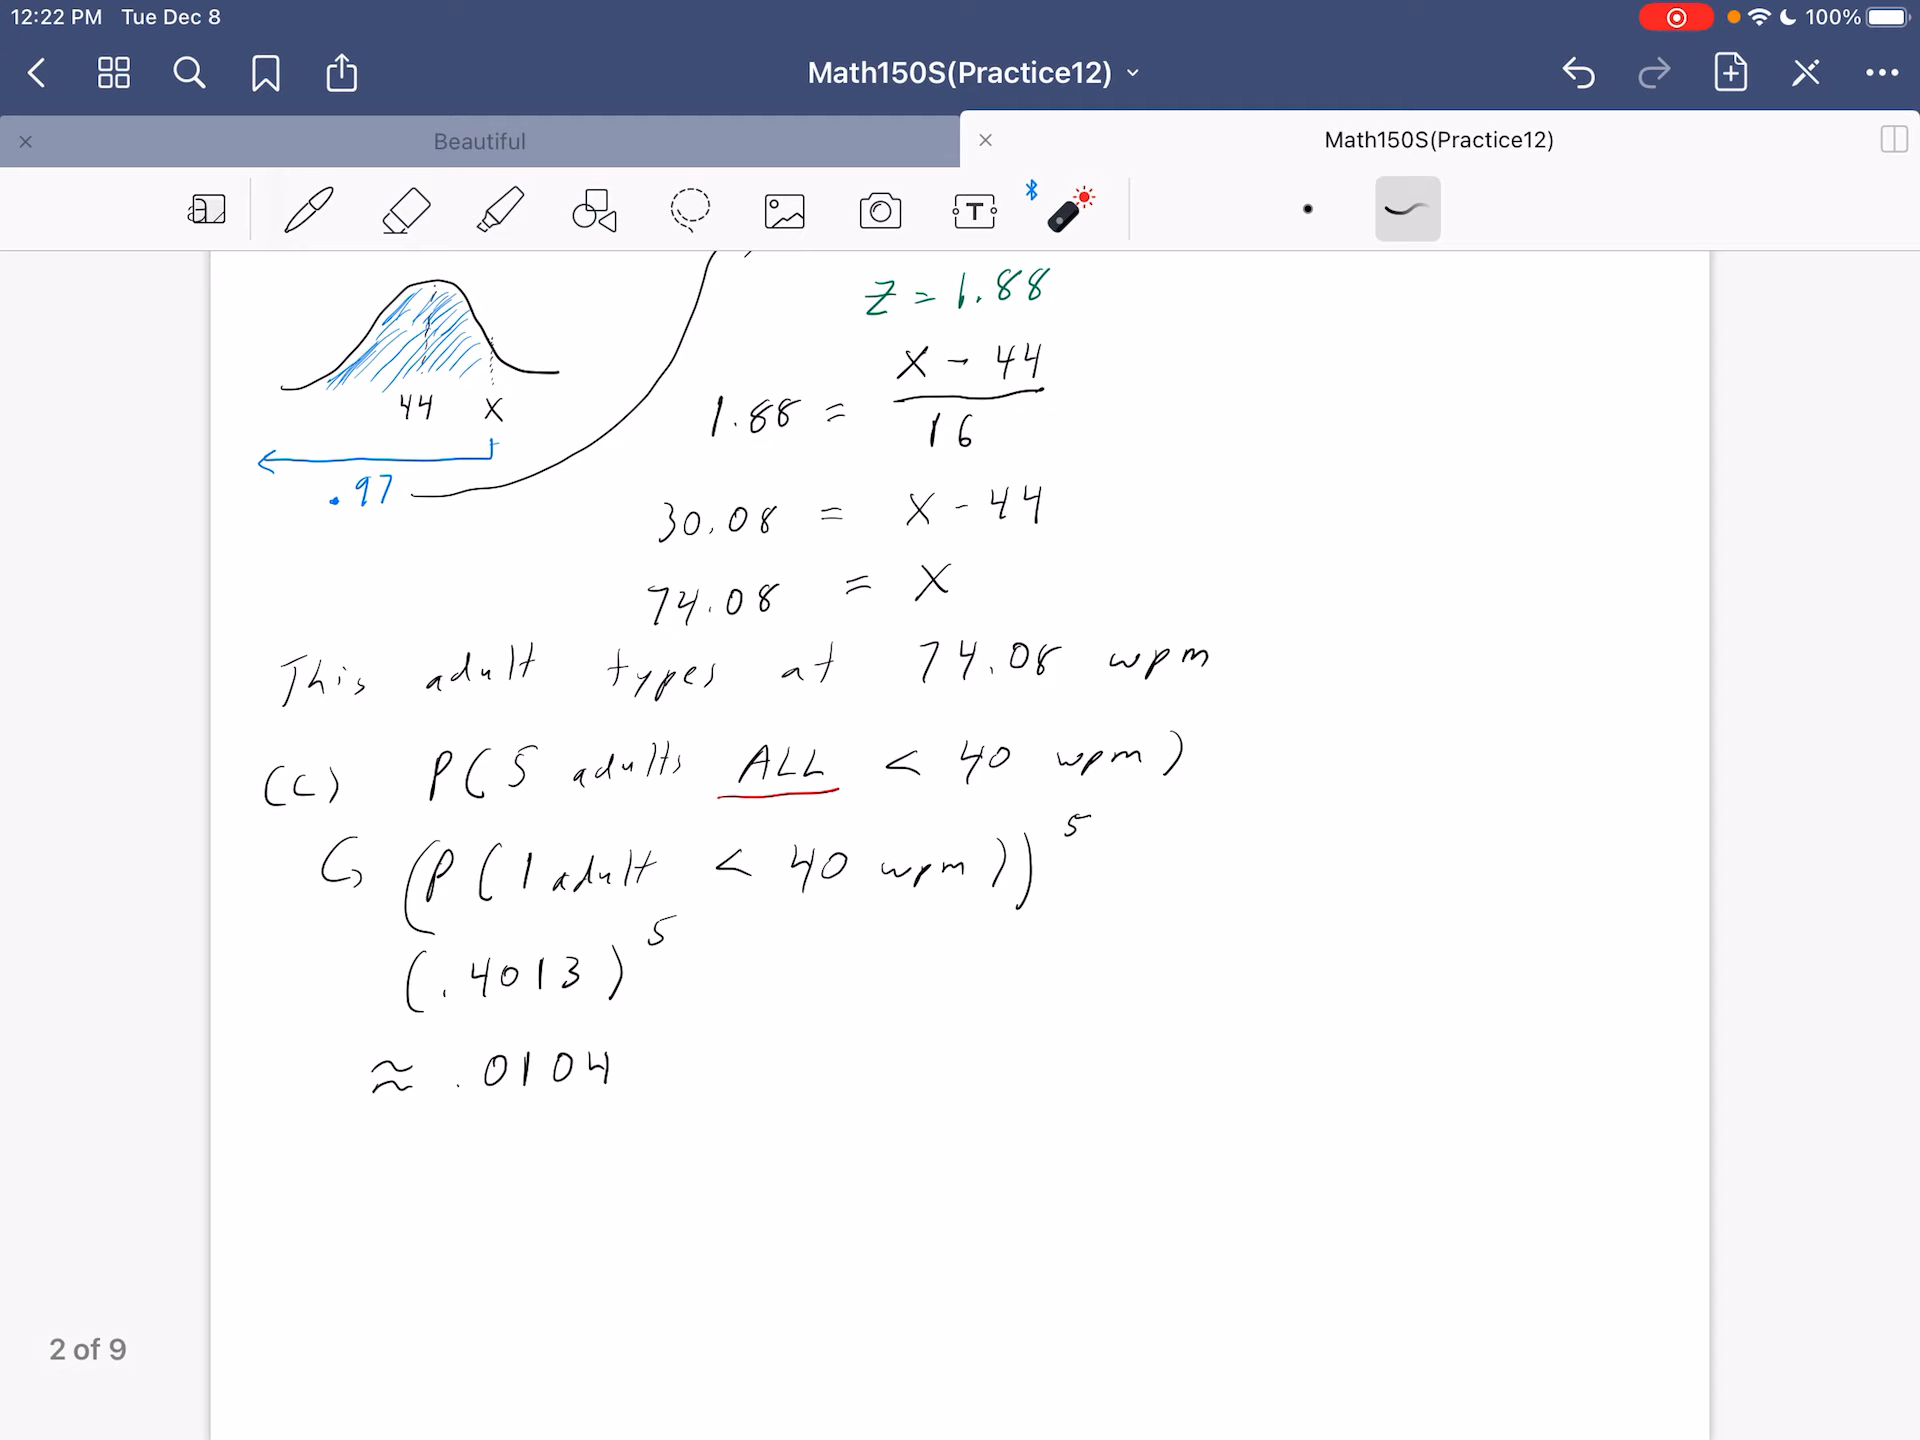 12:22 PM Tue Dec 8
100%
Math150S(Practice12)
Beautiful
Math150S(Practice12)
T
z = 1.88
x - 44
1.88 =
16
44 x
.97
30.08 = x - 44
74.08 = x
This adult types at 74.08 wpm
(c) P(5 adults ALL < 40 wpm)
(P(1 adult < 40 wpm))^5
(.4013)^5
≈ .0104
2 of 9